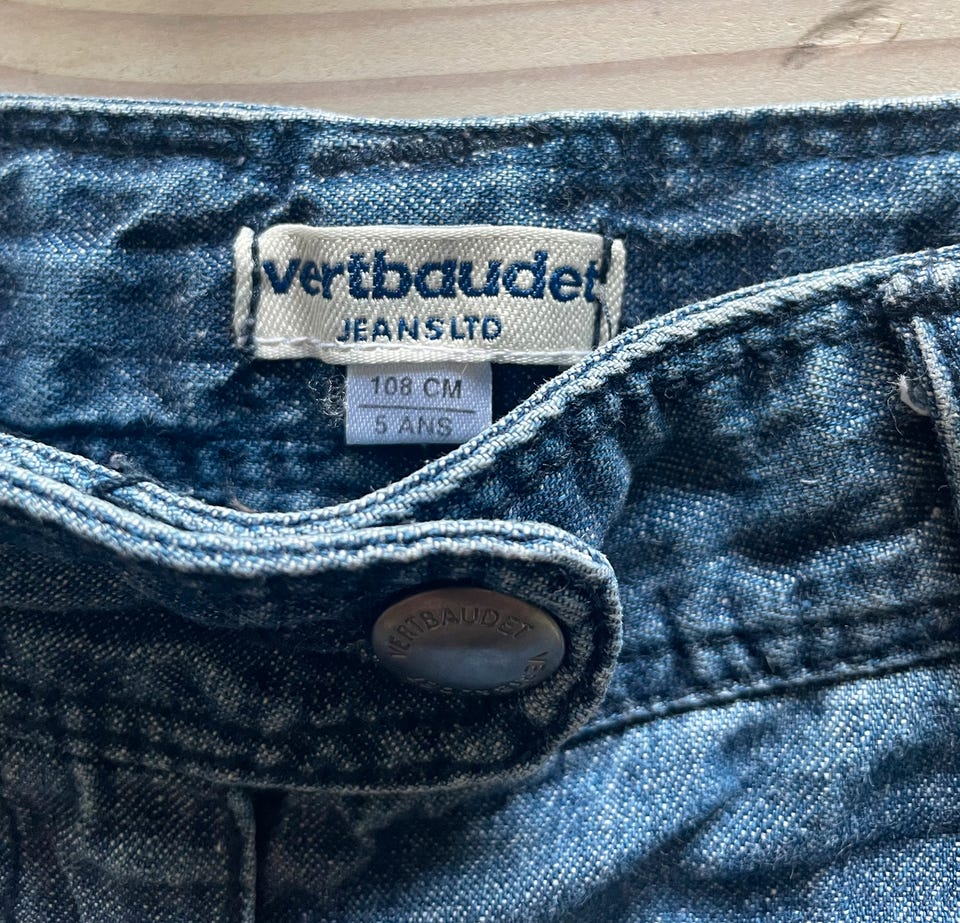 vertbaudet
JEANS LTD
108 CM
5 ANS
VERTBAUDET